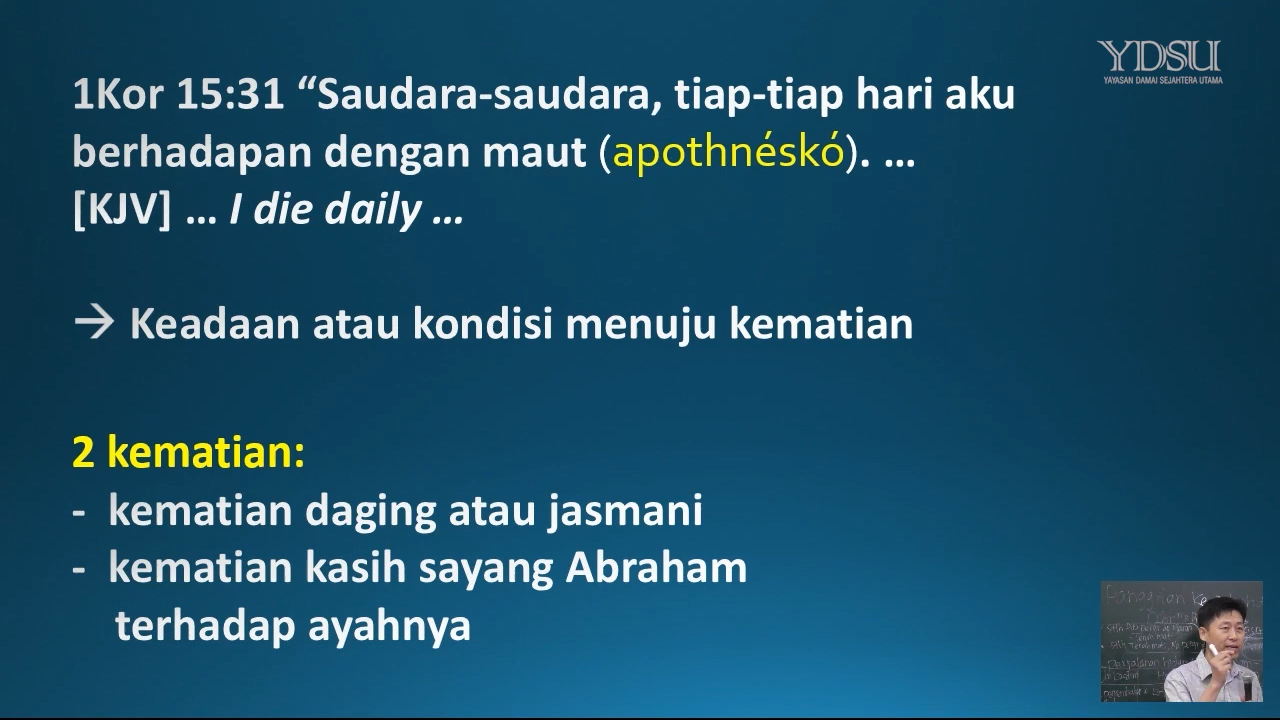 YDSU
YAYASAN DAMAI SEJAHTERA UTAMA
1Kor 15:31 “Saudara-saudara, tiap-tiap hari aku
berhadapan dengan maut (apothnéskó). ...
[KJV] ... I die daily ...
→ Keadaan atau kondisi menuju kematian
2 kematian:
- kematian daging atau jasmani
- kematian kasih sayang Abraham
terhadap ayahnya